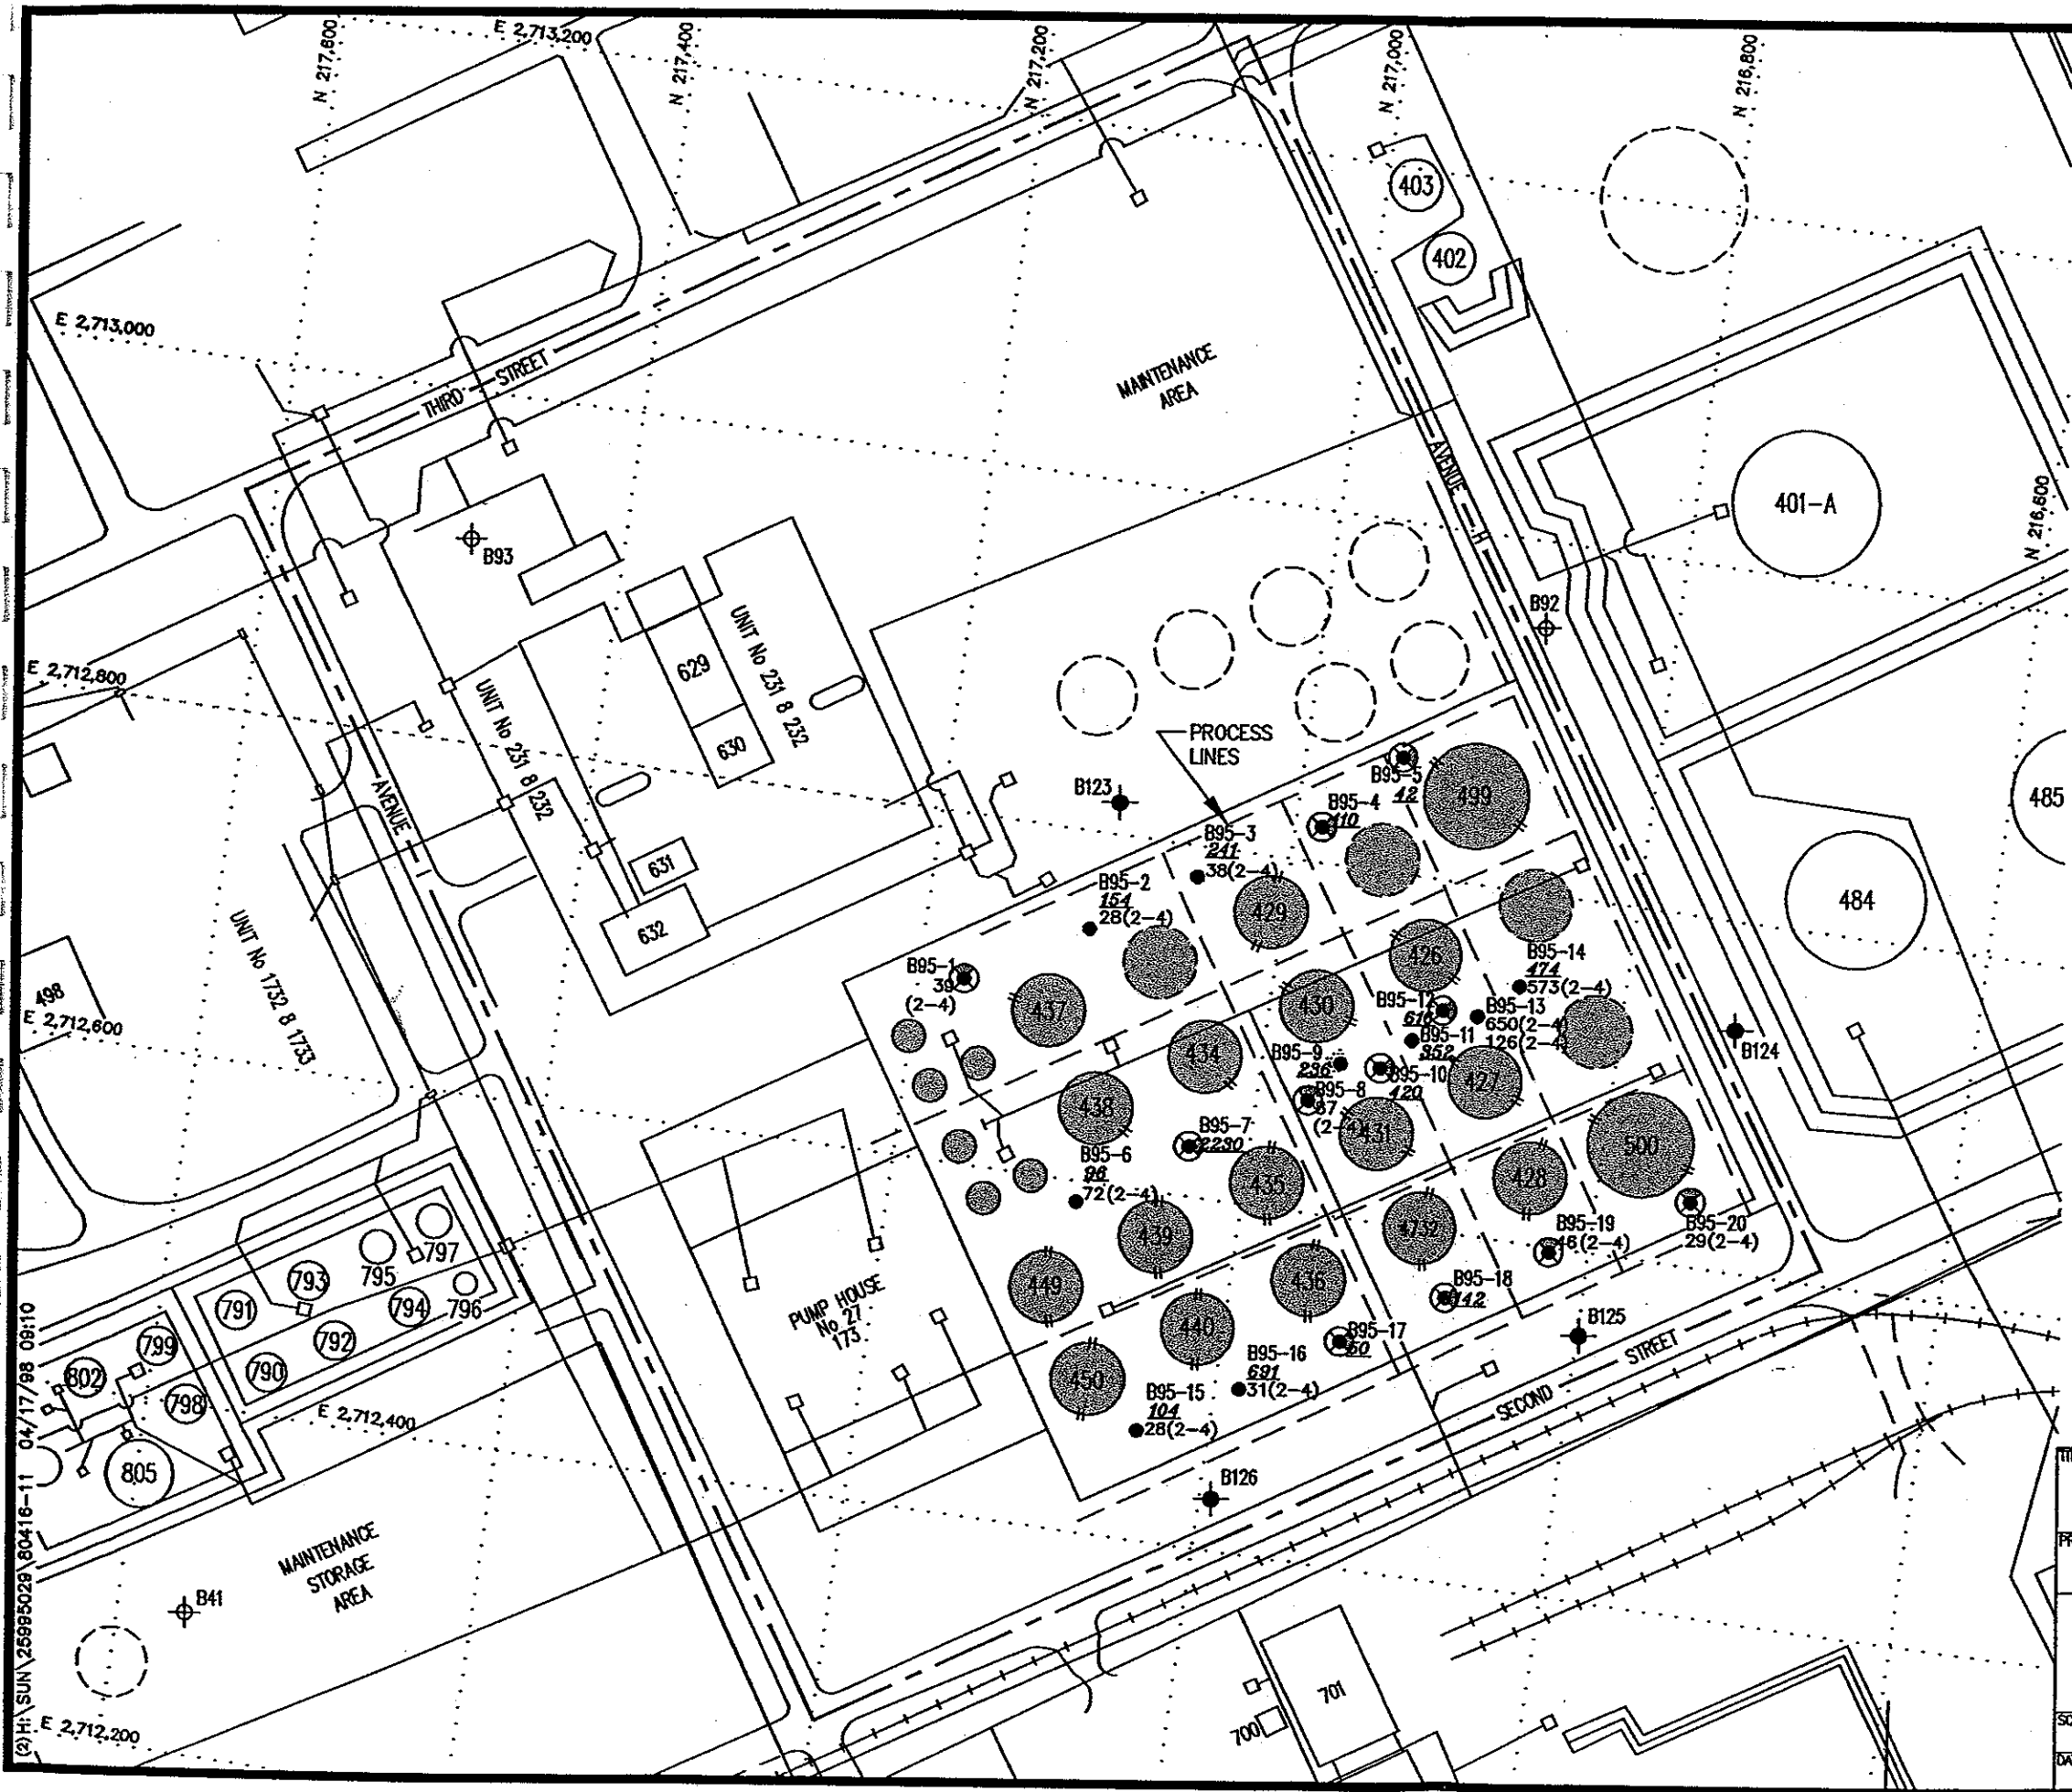 E 2,713,200
N 217,600
N 217,400
N 217,200
N 217,000
N 216,800
403
402
E 2,713,000
THIRD STREET
MAINTENANCE
AREA
AVENUE H
401-A
N 216,600
B93
B92
UNIT No 231 & 232
629
630
UNIT No 231 & 232
E 2,712,800
AVENUE I
631
632
PROCESS
LINES
B123
B95-5
42
499
485
B95-4
110
B95-3
241
38(2-4)
B95-2
154
28(2-4)
429
484
UNIT No 1732 & 1733
498
E 2,712,600
B95-1
39
(2-4)
437
426
B95-14
474
573(2-4)
430
B95-12
616
B95-13
650(2-4)
126(2-4)
B95-11
352
B124
434
B95-9
236
B95-10
420
427
438
B95-8
37
(2-4)
431
B95-7
2230
B95-6
96
72(2-4)
435
428
500
439
4732
B95-19
46(2-4)
B95-20
29(2-4)
449
436
B95-18
142
797
795
793
791
794
796
792
790
PUMP HOUSE
No 27
173
440
B95-17
60
B125
STREET
SECOND
799
802
798
450
B95-16
691
31(2-4)
B95-15
104
28(2-4)
E 2,712,400
805
B126
MAINTENANCE
STORAGE
AREA
B41
701
700
E 2,712,200
(2)H:\SUN\25995029\80416-11 04/17/98 09:10